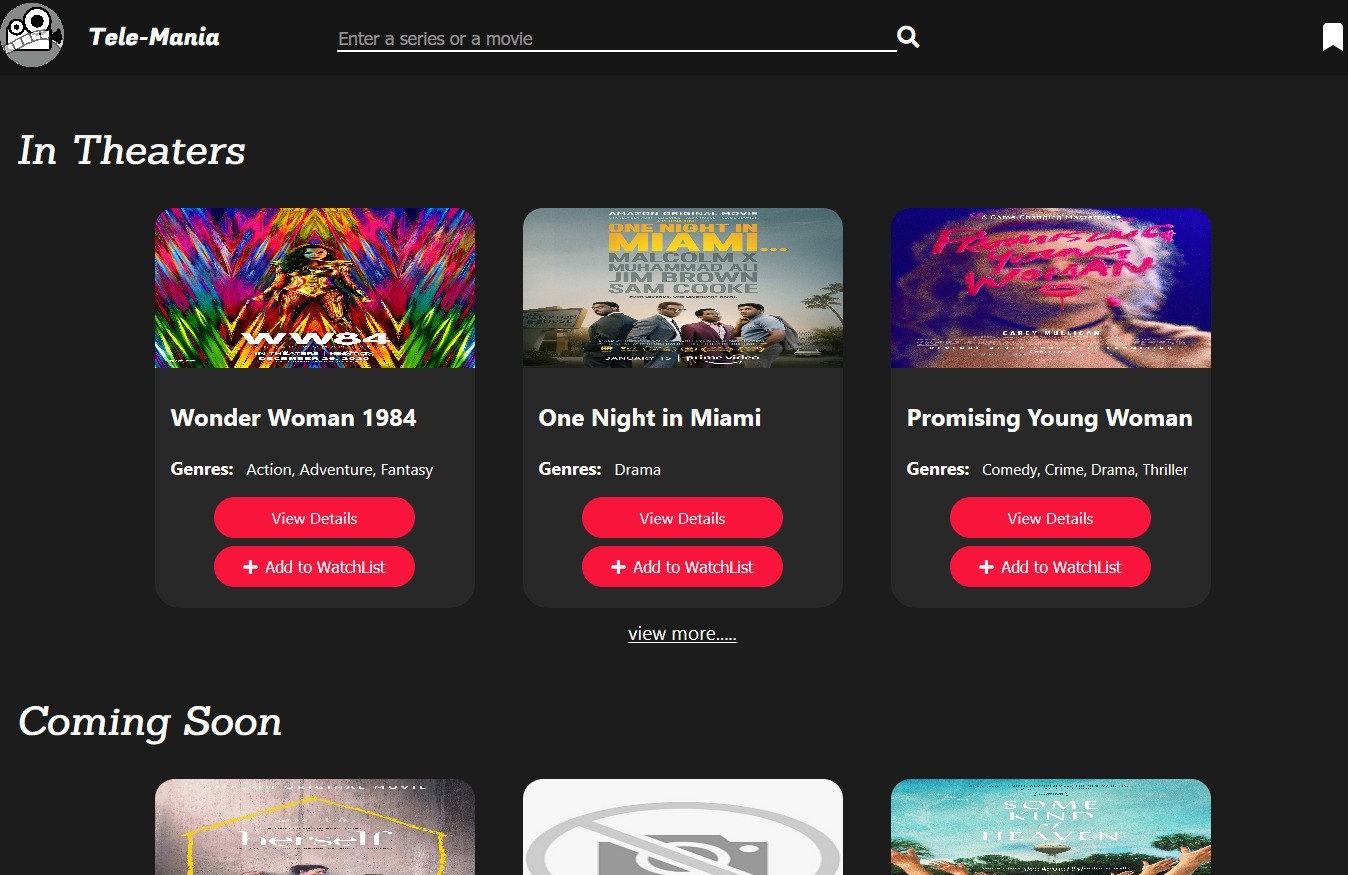 Tele-Mania
Enter a series or a movie
In Theaters
WW84
IN THEATERS
DECEMBER 25, 2020
AMAZON ORIGINAL MOVIE
ONE NIGHT IN
MIAMI...
MALCOLM X
MUHAMMAD ALI
JIM BROWN
SAM COOKE
JANUARY 15 | prime video
A Game Changing Masterpiece
PROMISING
YOUNG
WOMAN
CAREY MULLIGAN
Wonder Woman 1984
One Night in Miami
Promising Young Woman
Genres: Action, Adventure, Fantasy
Genres: Drama
Genres: Comedy, Crime, Drama, Thriller
View Details
View Details
View Details
+ Add to WatchList
+ Add to WatchList
+ Add to WatchList
view more.....
Coming Soon
AMAZON ORIGINAL MOVIE
herself
SOME
KIND
of
HEAVEN